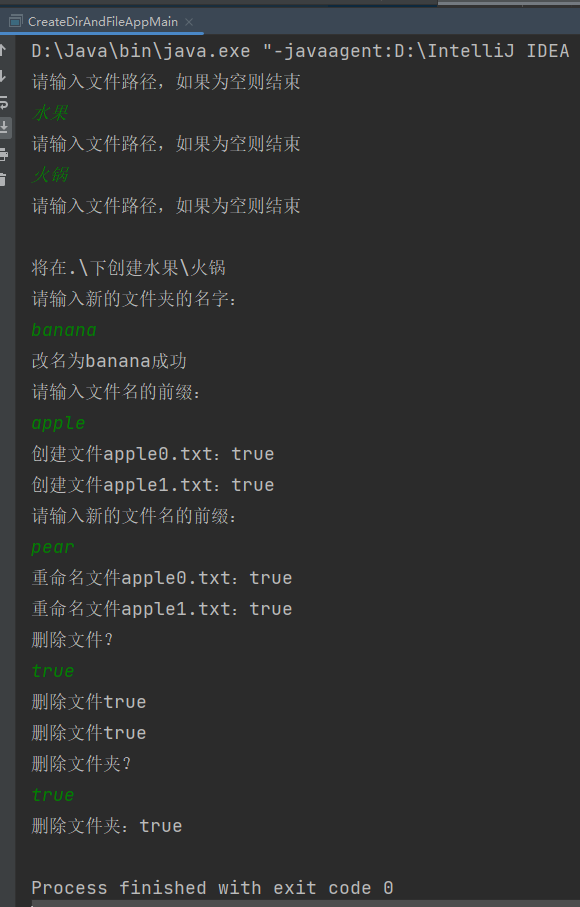 CreateDirAndFileAppMain
D:\Java\bin\java.exe "-javaagent:D:\IntelliJ IDEA
请输入文件路径，如果为空则结束
水果
请输入文件路径，如果为空则结束
火锅
请输入文件路径，如果为空则结束
将在.\下创建水果\火锅
请输入新的文件夹的名字：
banana
改名为banana成功
请输入文件名的前缀：
apple
创建文件apple0.txt：true
创建文件apple1.txt：true
请输入新的文件名的前缀：
pear
重命名文件apple0.txt：true
重命名文件apple1.txt：true
删除文件？
true
删除文件true
删除文件true
删除文件夹？
true
删除文件夹：true
Process finished with exit code 0